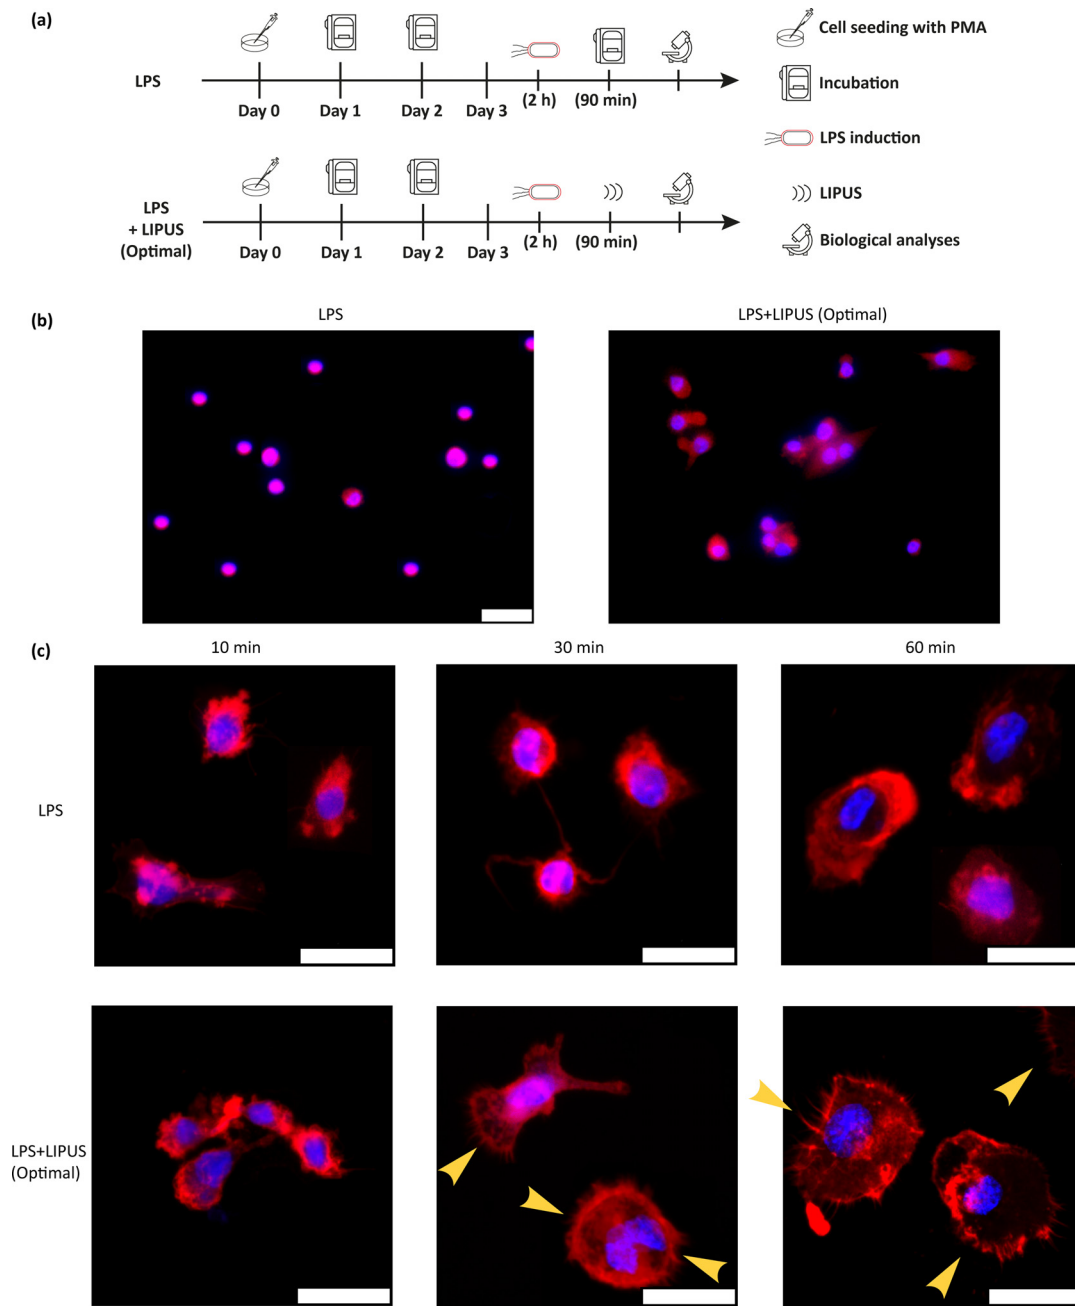 (a)
LPS
Day 0
Day 1
Day 2
Day 3
(2 h)
(90 min)
LPS
+ LIPUS
(Optimal)
Day 0
Day 1
Day 2
Day 3
(2 h)
(90 min)
Cell seeding with PMA
Incubation
LPS induction
LIPUS
Biological analyses
(b)
LPS
LPS+LIPUS (Optimal)
(c)
10 min
30 min
60 min
LPS
LPS+LIPUS
(Optimal)